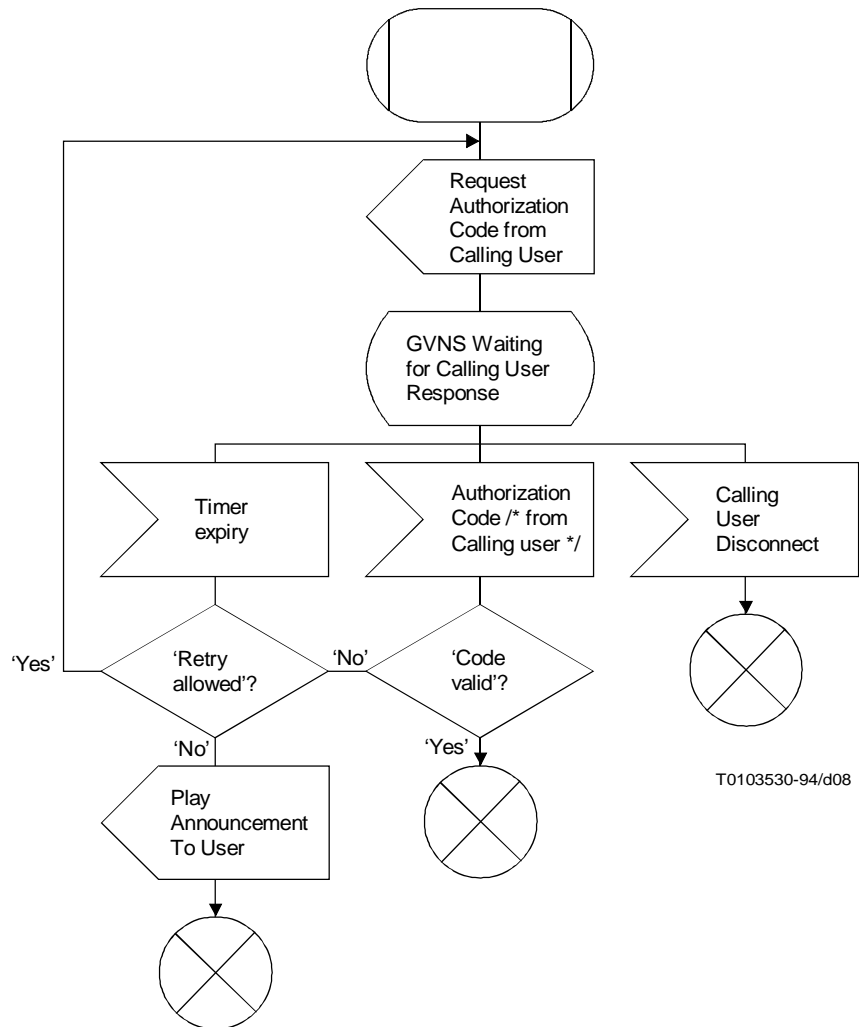 Request
Authorization
Code from
Calling User
GVNS Waiting
for Calling User
Response
Timer
expiry
Authorization
Code /* from
Calling user */
Calling
User
Disconnect
‘Yes’
‘Retry
allowed’?
‘No’
‘Code
valid’?
‘No’
‘Yes’
T0103530-94/d08
Play
Announcement
To User